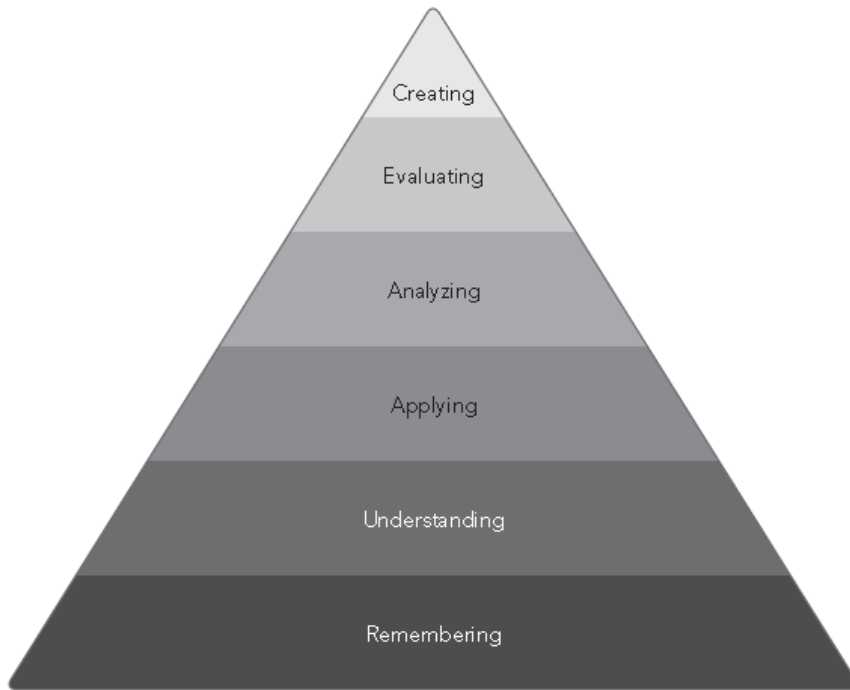 Creating
Evaluating
Analyzing
Applying
Understanding
Remembering